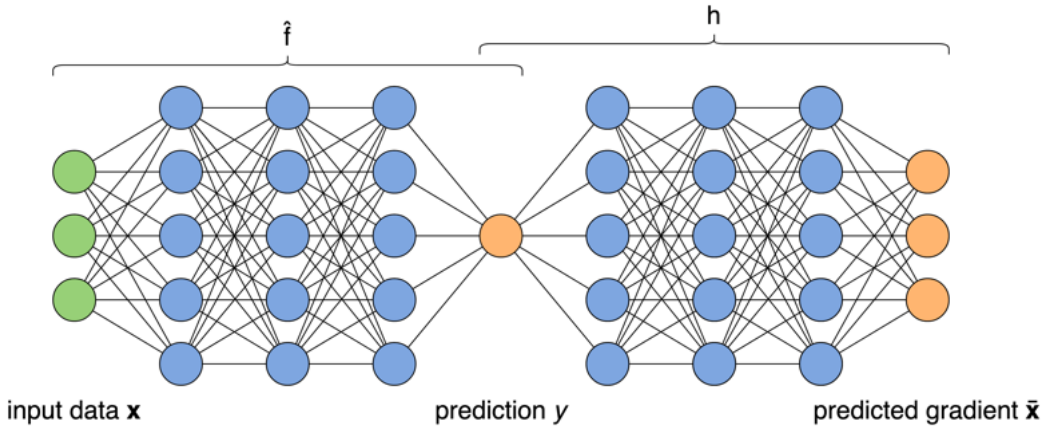 h
f̂
input data x
prediction y
predicted gradient x̄